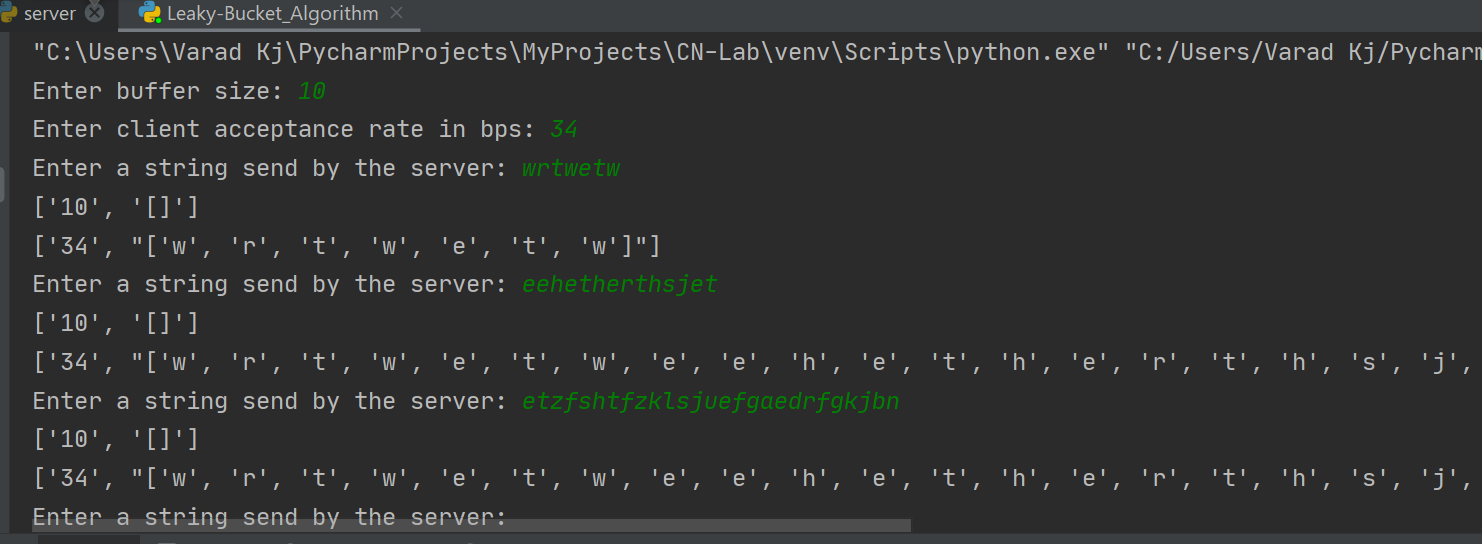 server
Leaky-Bucket_Algorithm
"C:\Users\Varad Kj\PycharmProjects\MyProjects\CN-Lab\venv\Scripts\python.exe" "C:/Users/Varad Kj/Pycharm
Enter buffer size: 10
Enter client acceptance rate in bps: 34
Enter a string send by the server: wrtwetw
['10', '[]']
['34', "['w', 'r', 't', 'w', 'e', 't', 'w']"]
Enter a string send by the server: eehetherthsjet
['10', '[]']
['34', "['w', 'r', 't', 'w', 'e', 't', 'w', 'e', 'e', 'h', 'e', 't', 'h', 'e', 'r', 't', 'h', 's', 'j',
Enter a string send by the server: etzfshtfzklsjuefgaedrfgkjbn
['10', '[]']
['34', "['w', 'r', 't', 'w', 'e', 't', 'w', 'e', 'e', 'h', 'e', 't', 'h', 'e', 'r', 't', 'h', 's', 'j',
Enter a string send by the server: